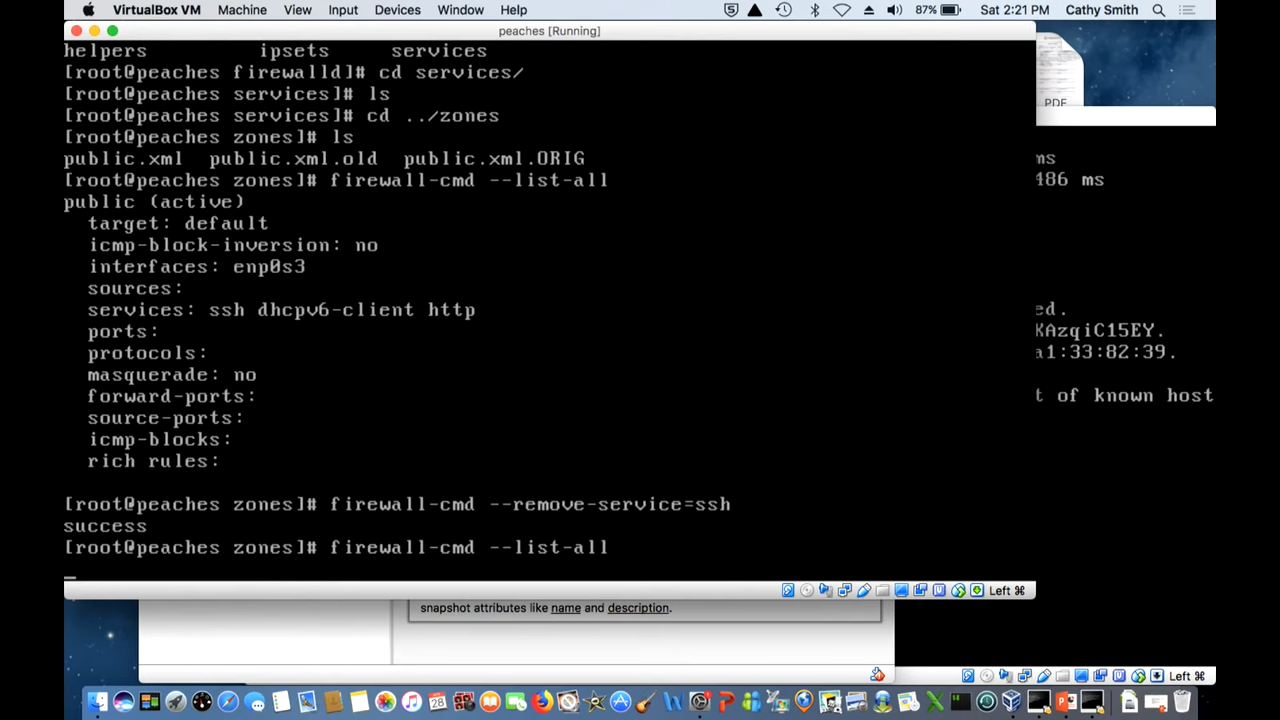 VirtualBox VM File Machine View Input Devices Window Help 87% Sat 2:21 PM Cathy Smith
peaches [Running]
helpers ipsets services
[root@peaches firewalld]# cd services/
[root@peaches services]# ls
[root@peaches services]# cd ../zones
[root@peaches zones]# ls
public.xml public.xml.old public.xml.ORIG
[root@peaches zones]# firewall-cmd --list-all
public (active)
target: default
icmp-block-inversion: no
interfaces: enp0s3
sources:
services: ssh dhcpv6-client http
ports:
protocols:
masquerade: no
forward-ports:
source-ports:
icmp-blocks:
rich rules:
[root@peaches zones]# firewall-cmd --remove-service=ssh
success
[root@peaches zones]# firewall-cmd --list-all
Left ⌘
PDF
ms
486 ms
ed.
KAzqiC15EY.
a1:33:82:39.
t of known host
snapshot attributes like name and description.
Left ⌘